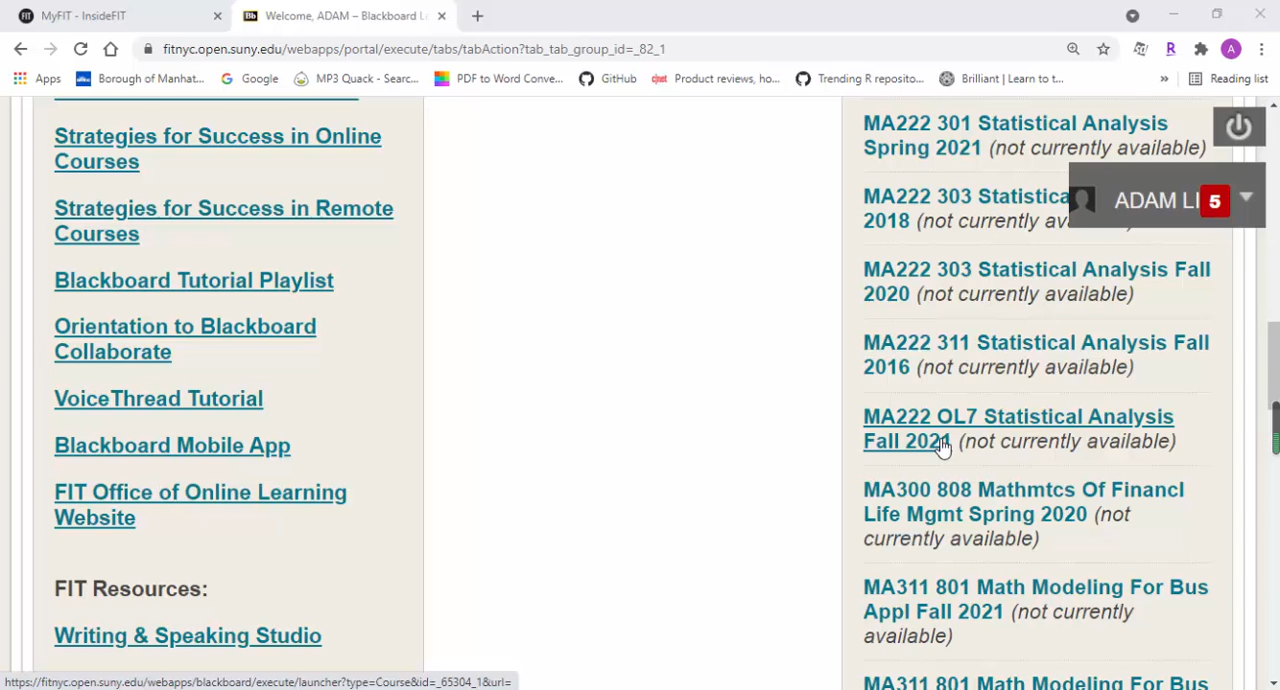 MyFIT - InsideFIT
Bb
Welcome, ADAM – Blackboard Le
fitnyc.open.suny.edu/webapps/portal/execute/tabs/tabAction?tab_tab_group_id=_82_1
A
Apps
Borough of Manhat...
Google
MP3 Quack - Searc...
PDF to Word Conve...
GitHub
cnet
Product reviews, ho...
Trending R reposito...
Brilliant | Learn to t...
»
Reading list
Strategies for Success in Online
Courses
Strategies for Success in Remote
Courses
Blackboard Tutorial Playlist
Orientation to Blackboard
Collaborate
VoiceThread Tutorial
Blackboard Mobile App
FIT Office of Online Learning
Website
FIT Resources:
Writing & Speaking Studio
MA222 301 Statistical Analysis
Spring 2021 (not currently available)
MA222 303 Statistica
2018 (not currently available)
ADAM LI
5
MA222 303 Statistical Analysis Fall
2020 (not currently available)
MA222 311 Statistical Analysis Fall
2016 (not currently available)
MA222 OL7 Statistical Analysis
Fall 2021 (not currently available)
MA300 808 Mathmtcs Of Financl
Life Mgmt Spring 2020 (not
currently available)
MA311 801 Math Modeling For Bus
Appl Fall 2021 (not currently
available)
MA311 801 Math Modeling For Bus
https://fitnyc.open.suny.edu/webapps/blackboard/execute/launcher?type=Course&id=_65304_1&url=